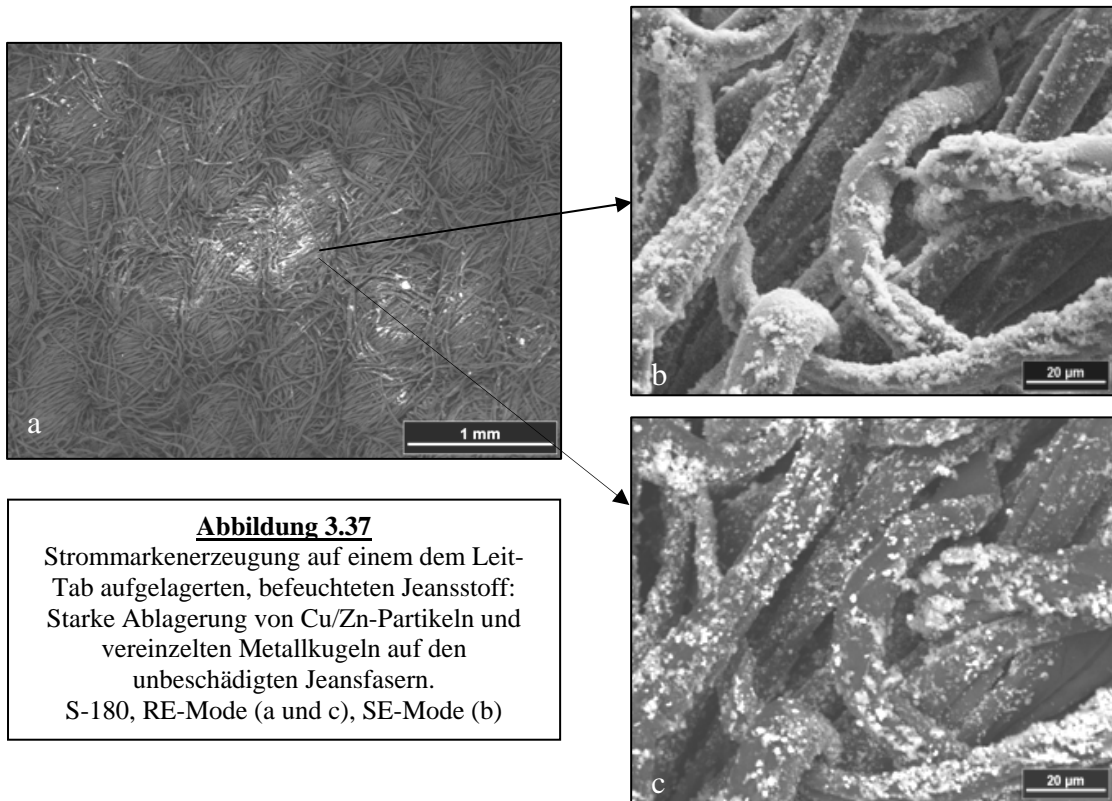 a
1 mm
b
20 µm
Abbildung 3.37
Strommarkenerzeugung auf einem dem Leit-
Tab aufgelagerten, befeuchteten Jeansstoff:
Starke Ablagerung von Cu/Zn-Partikeln und
vereinzelten Metallkugeln auf den
unbeschädigten Jeansfasern.
S-180, RE-Mode (a und c), SE-Mode (b)
c
20 µm